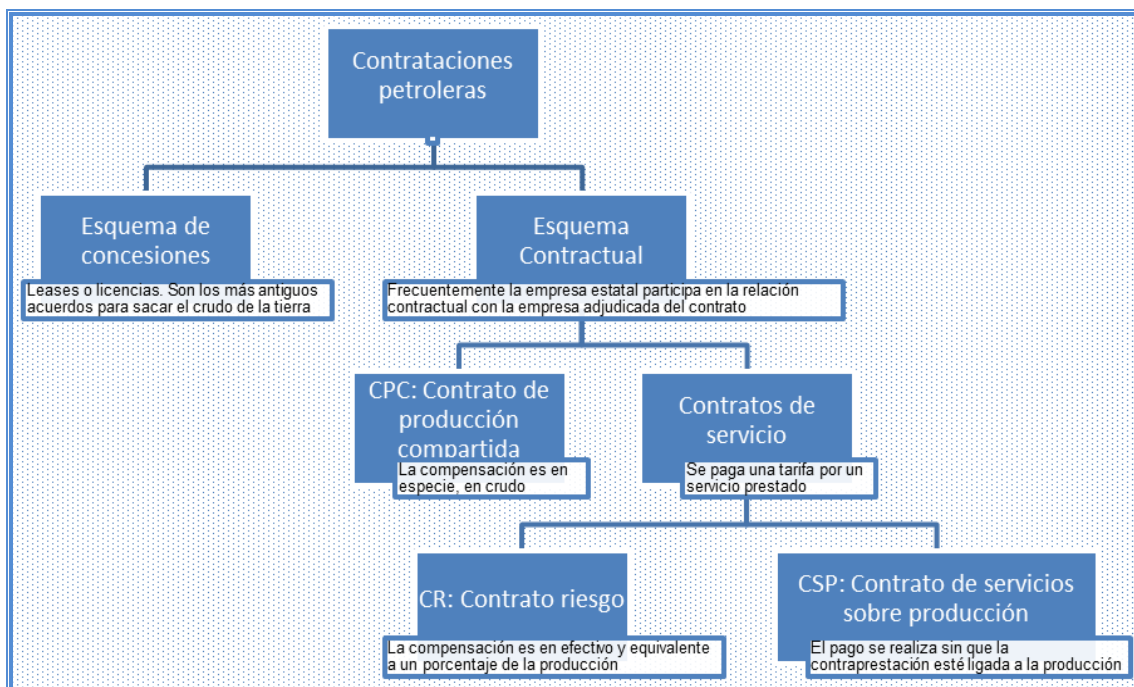 Contrataciones
petroleras
Esquema de
concesiones
Leases o licencias. Son los más antiguos
acuerdos para sacar el crudo de la tierra
Esquema
Contractual
Frecuentemente la empresa estatal participa en la relación
contractual con la empresa adjudicada del contrato
CPC: Contrato de
producción
compartida
La compensación es en
especie, en crudo
Contratos de
servicio
Se paga una tarifa por un
servicio prestado
CR: Contrato riesgo
La compensación es en efectivo y equivalente
a un porcentaje de la producción
CSP: Contrato de servicios
sobre producción
El pago se realiza sin que la
contraprestación esté ligada a la producción